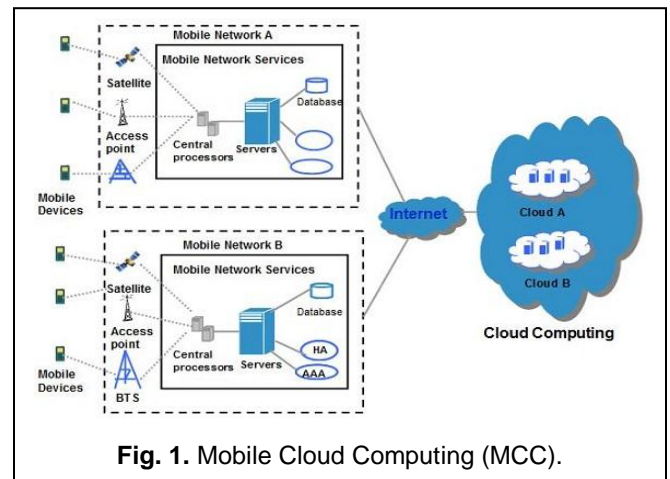 Mobile Network A
Mobile Network Services
Satellite
Database
Access
point
Central
processors
Servers
Mobile
Devices
Mobile Network B
Mobile Network Services
Satellite
Database
Access
point
Central
processors
Servers
HA
AAA
Mobile
Devices
BTS
Internet
Cloud A
Cloud B
Cloud Computing
Fig. 1. Mobile Cloud Computing (MCC).